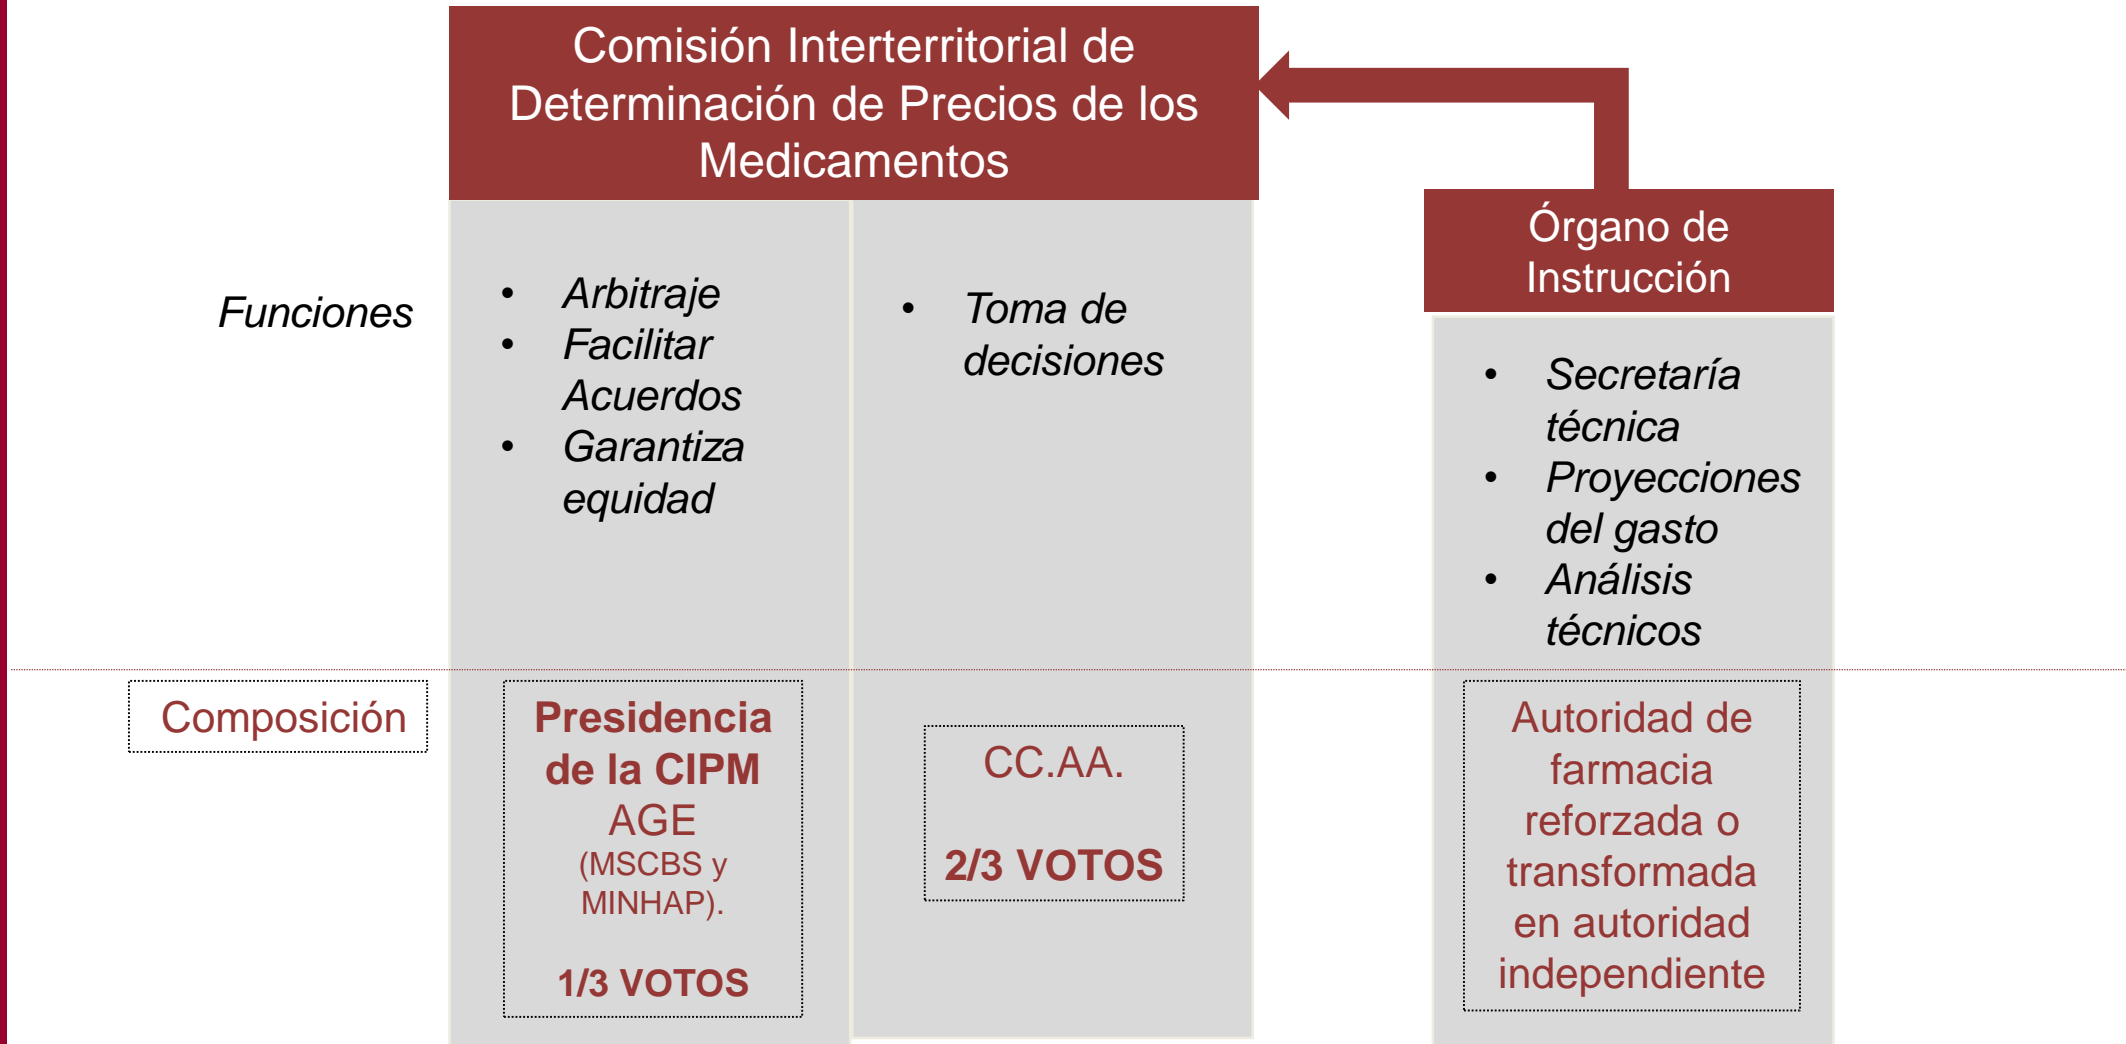 Comisión Interterritorial de
Determinación de Precios de los
Medicamentos
Órgano de
Instrucción
Funciones
• Arbitraje
• Facilitar
Acuerdos
• Garantiza
equidad
• Toma de
decisiones
• Secretaría
técnica
• Proyecciones
del gasto
• Análisis
técnicos
Composición
Presidencia
de la CIPM
AGE
(MSCBS y
MINHAP).
1/3 VOTOS
CC.AA.
2/3 VOTOS
Autoridad de
farmacia
reforzada o
transformada
en autoridad
independiente